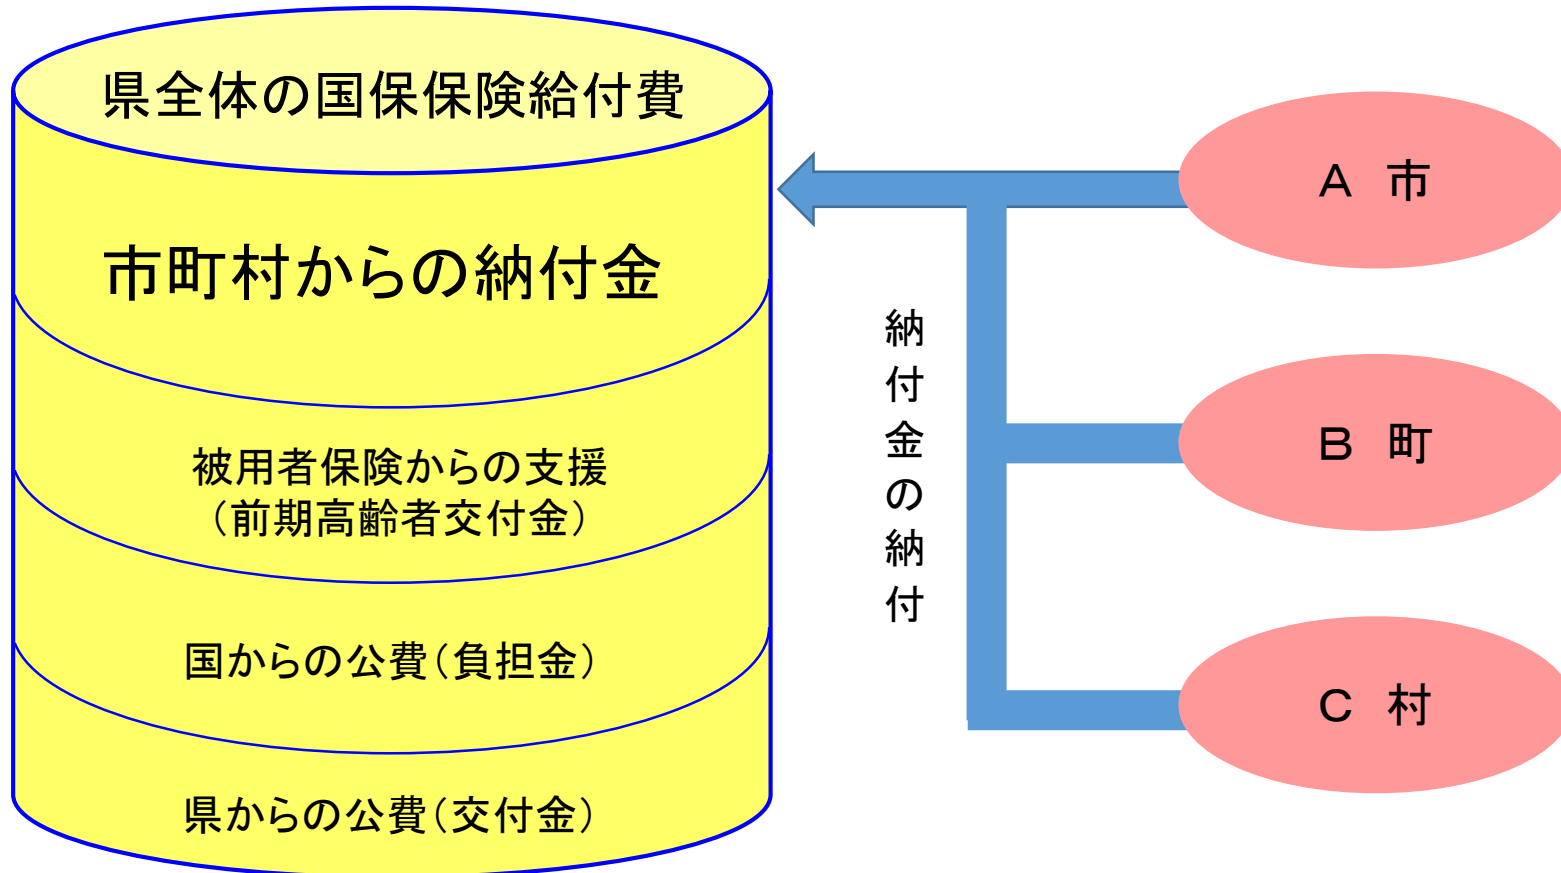 県全体の国保保険給付費
市町村からの納付金
被用者保険からの支援
（前期高齢者交付金）
国からの公費（負担金）
県からの公費（交付金）
納付金の納付
Ａ　市
Ｂ　町
Ｃ　村